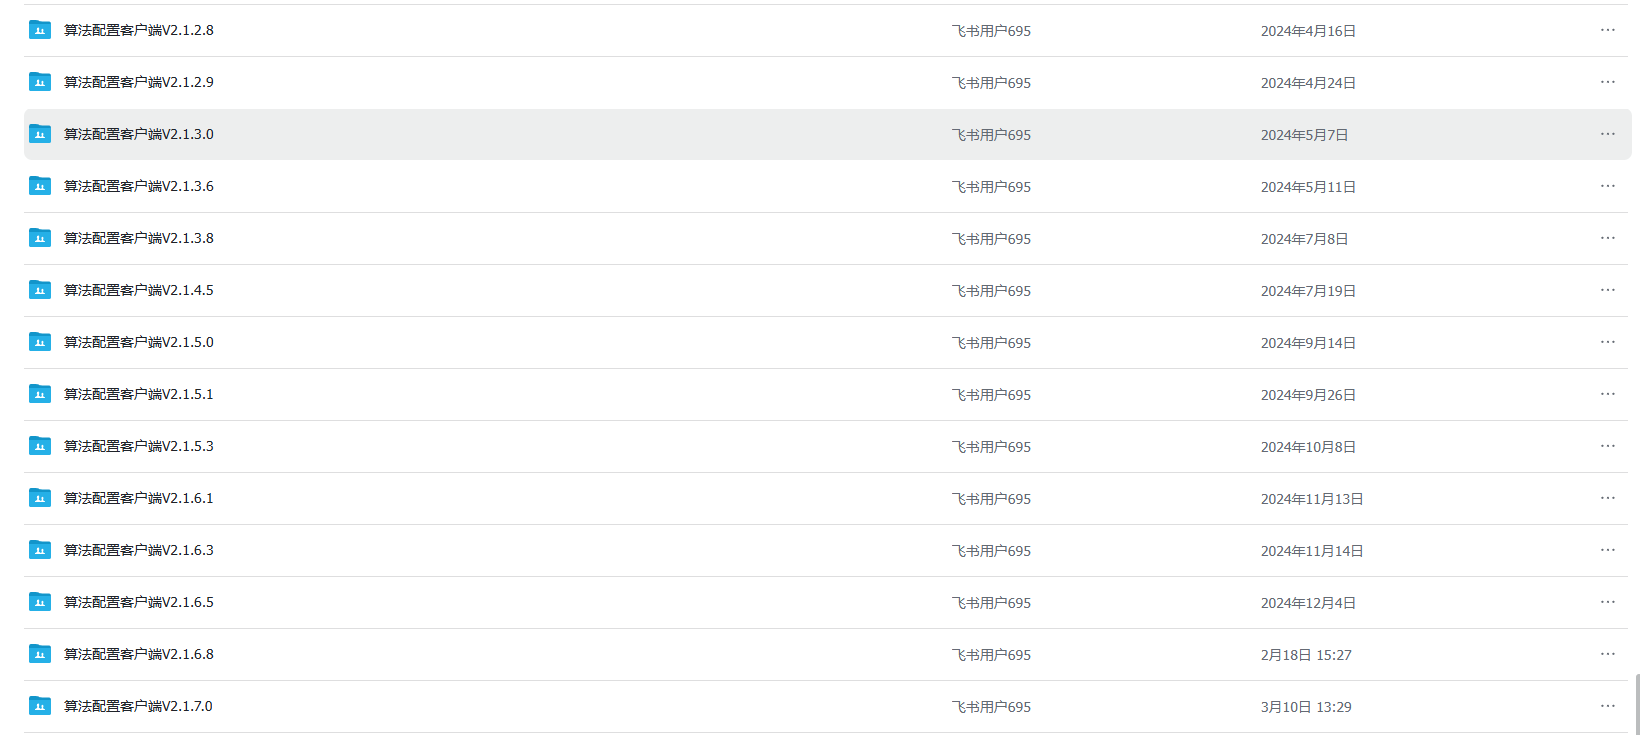 算法配置客户端V2.1.2.8 飞书用户695 2024年4月16日
算法配置客户端V2.1.2.9 飞书用户695 2024年4月24日
算法配置客户端V2.1.3.0 飞书用户695 2024年5月7日
算法配置客户端V2.1.3.6 飞书用户695 2024年5月11日
算法配置客户端V2.1.3.8 飞书用户695 2024年7月8日
算法配置客户端V2.1.4.5 飞书用户695 2024年7月19日
算法配置客户端V2.1.5.0 飞书用户695 2024年9月14日
算法配置客户端V2.1.5.1 飞书用户695 2024年9月26日
算法配置客户端V2.1.5.3 飞书用户695 2024年10月8日
算法配置客户端V2.1.6.1 飞书用户695 2024年11月13日
算法配置客户端V2.1.6.3 飞书用户695 2024年11月14日
算法配置客户端V2.1.6.5 飞书用户695 2024年12月4日
算法配置客户端V2.1.6.8 飞书用户695 2月18日 15:27
算法配置客户端V2.1.7.0 飞书用户695 3月10日 13:29